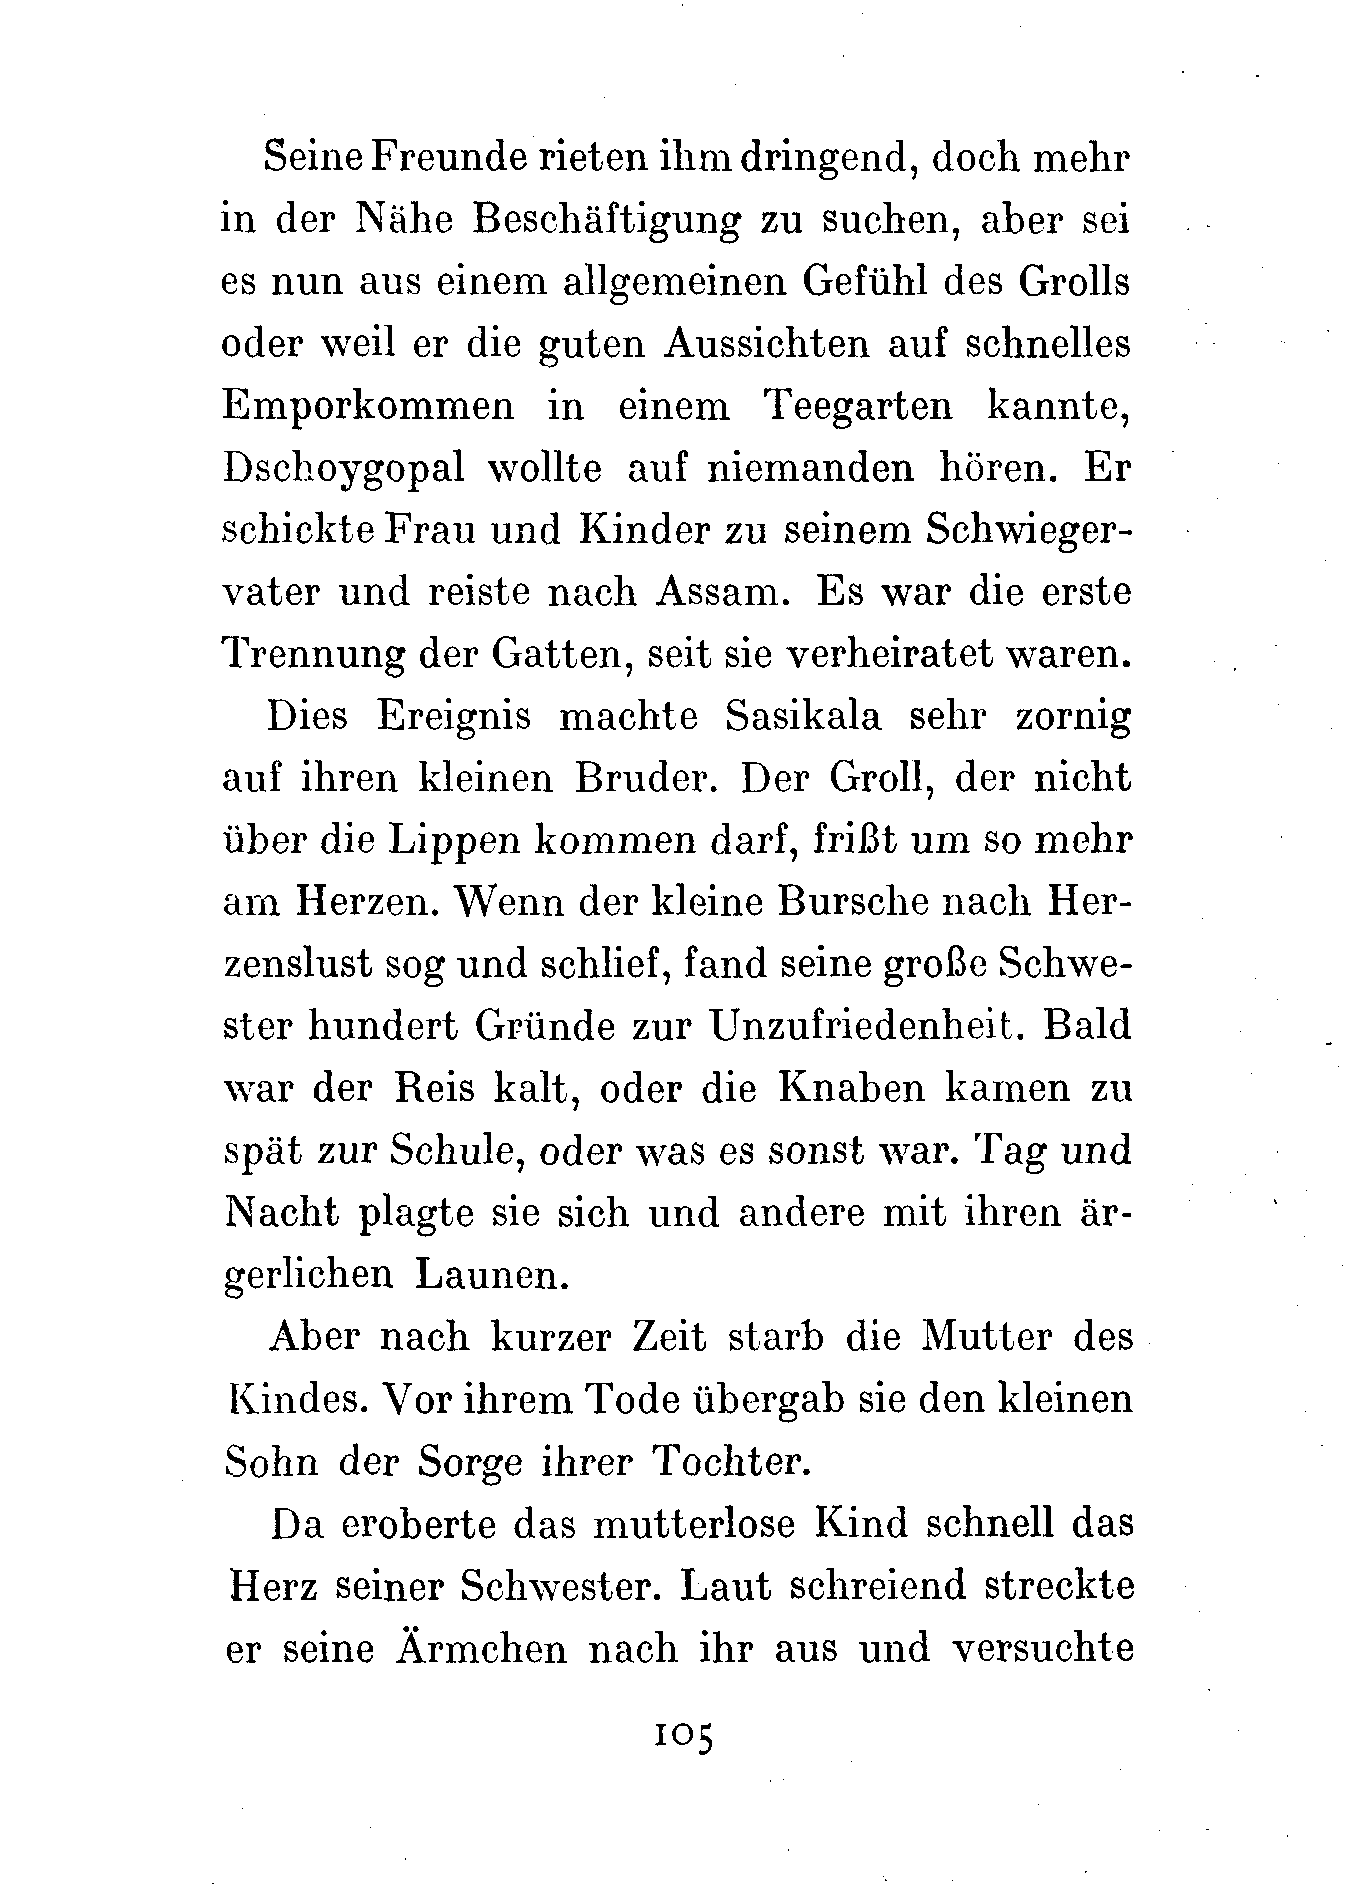 Seine Freunde rieten ihm dringend, doch mehr
in der Nähe Beschäftigung zu suchen, aber sei
es nun aus einem allgemeinen Gefühl des Grolls
oder weil er die guten Aussichten auf schnelles
Emporkommen in einem Teegarten kannte,
Dschoygopal wollte auf niemanden hören. Er
schickte Frau und Kinder zu seinem Schwieger-
vater und reiste nach Assam. Es war die erste
Trennung der Gatten, seit sie verheiratet waren.
Dies Ereignis machte Sasikala sehr zornig
auf ihren kleinen Bruder. Der Groll, der nicht
über die Lippen kommen darf, frißt um so mehr
am Herzen. Wenn der kleine Bursche nach Her-
zenslust sog und schlief, fand seine große Schwe-
ster hundert Gründe zur Unzufriedenheit. Bald
war der Reis kalt, oder die Knaben kamen zu
spät zur Schule, oder was es sonst war. Tag und
Nacht plagte sie sich und andere mit ihren är-
gerlichen Launen.
Aber nach kurzer Zeit starb die Mutter des
Kindes. Vor ihrem Tode übergab sie den kleinen
Sohn der Sorge ihrer Tochter.
Da eroberte das mutterlose Kind schnell das
Herz seiner Schwester. Laut schreiend streckte
er seine Ärmchen nach ihr aus und versuchte
105